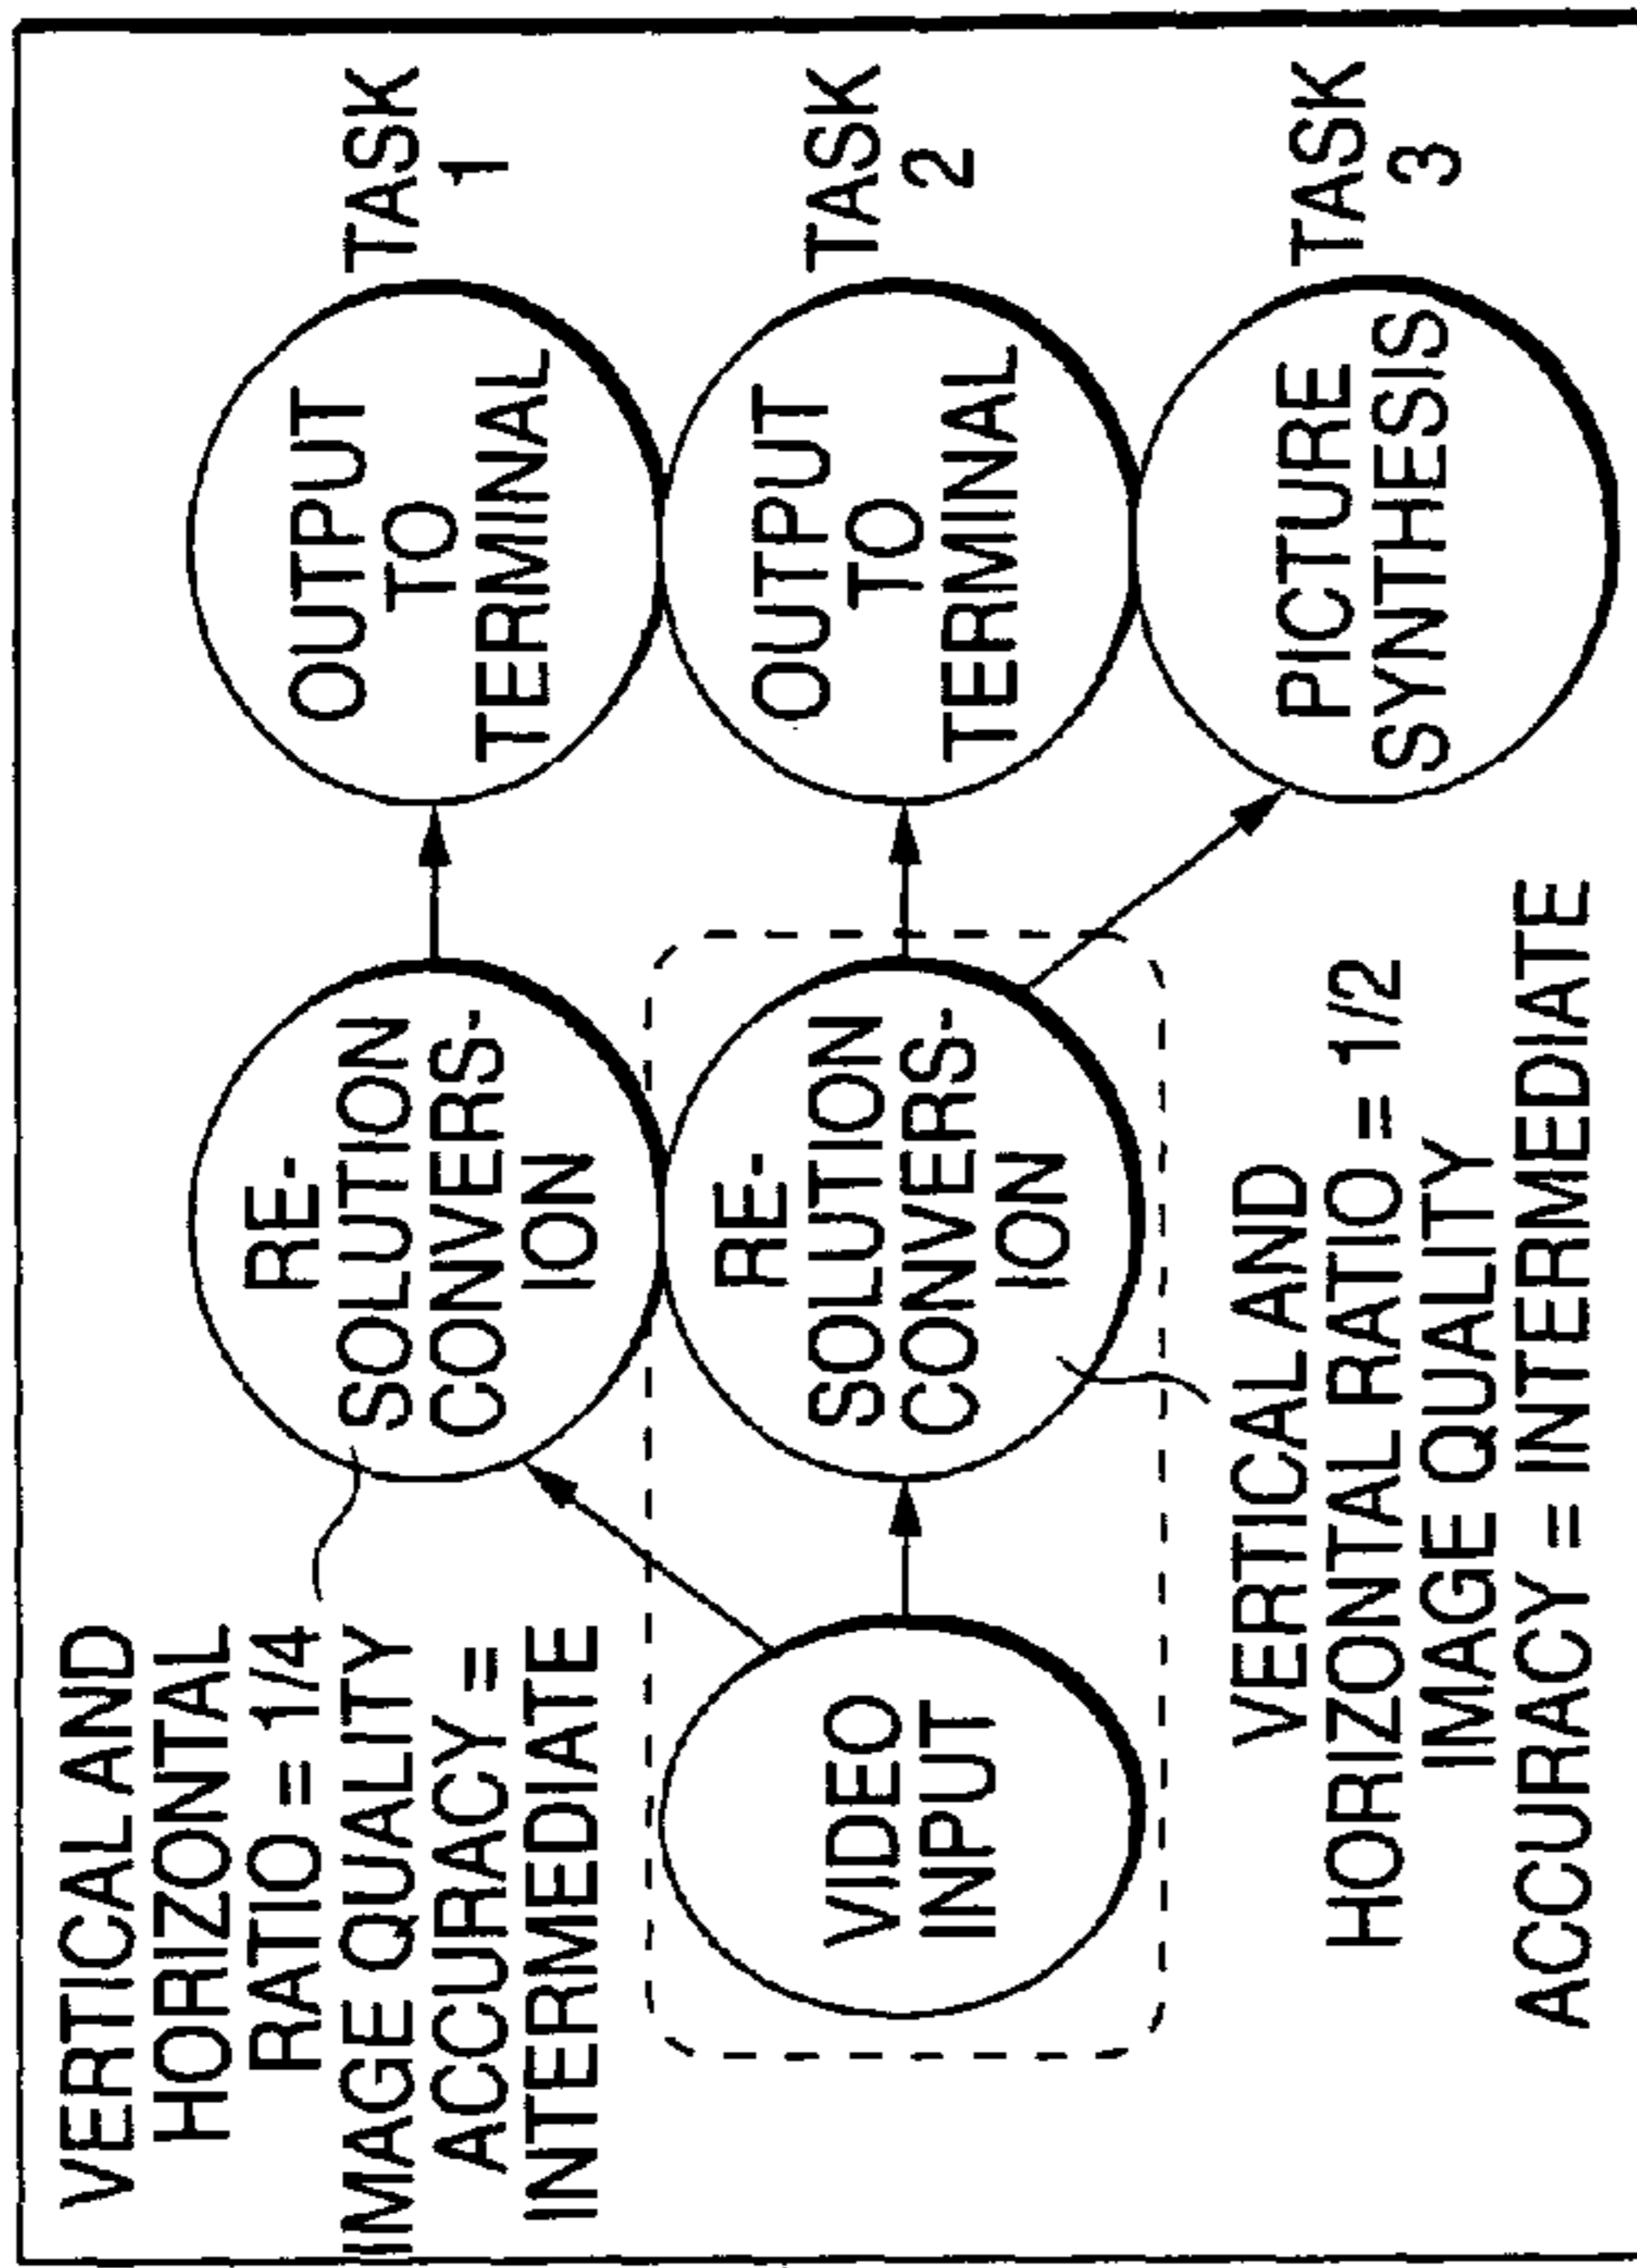 VERTICAL AND
HORIZONTAL
RATIO = 1/4
IMAGE QUALITY
ACCURACY =
INTERMEDIATE
RE-
SOLUTION
CONVERS-
ION
OUTPUT
TO
TERMINAL
TASK
1
VIDEO
INPUT
RE-
SOLUTION
CONVERS-
ION
OUTPUT
TO
TERMINAL
TASK
2
PICTURE
SYNTHESIS
TASK
3
VERTICAL AND
HORIZONTAL RATIO = 1/2
IMAGE QUALITY
ACCURACY = INTERMEDIATE